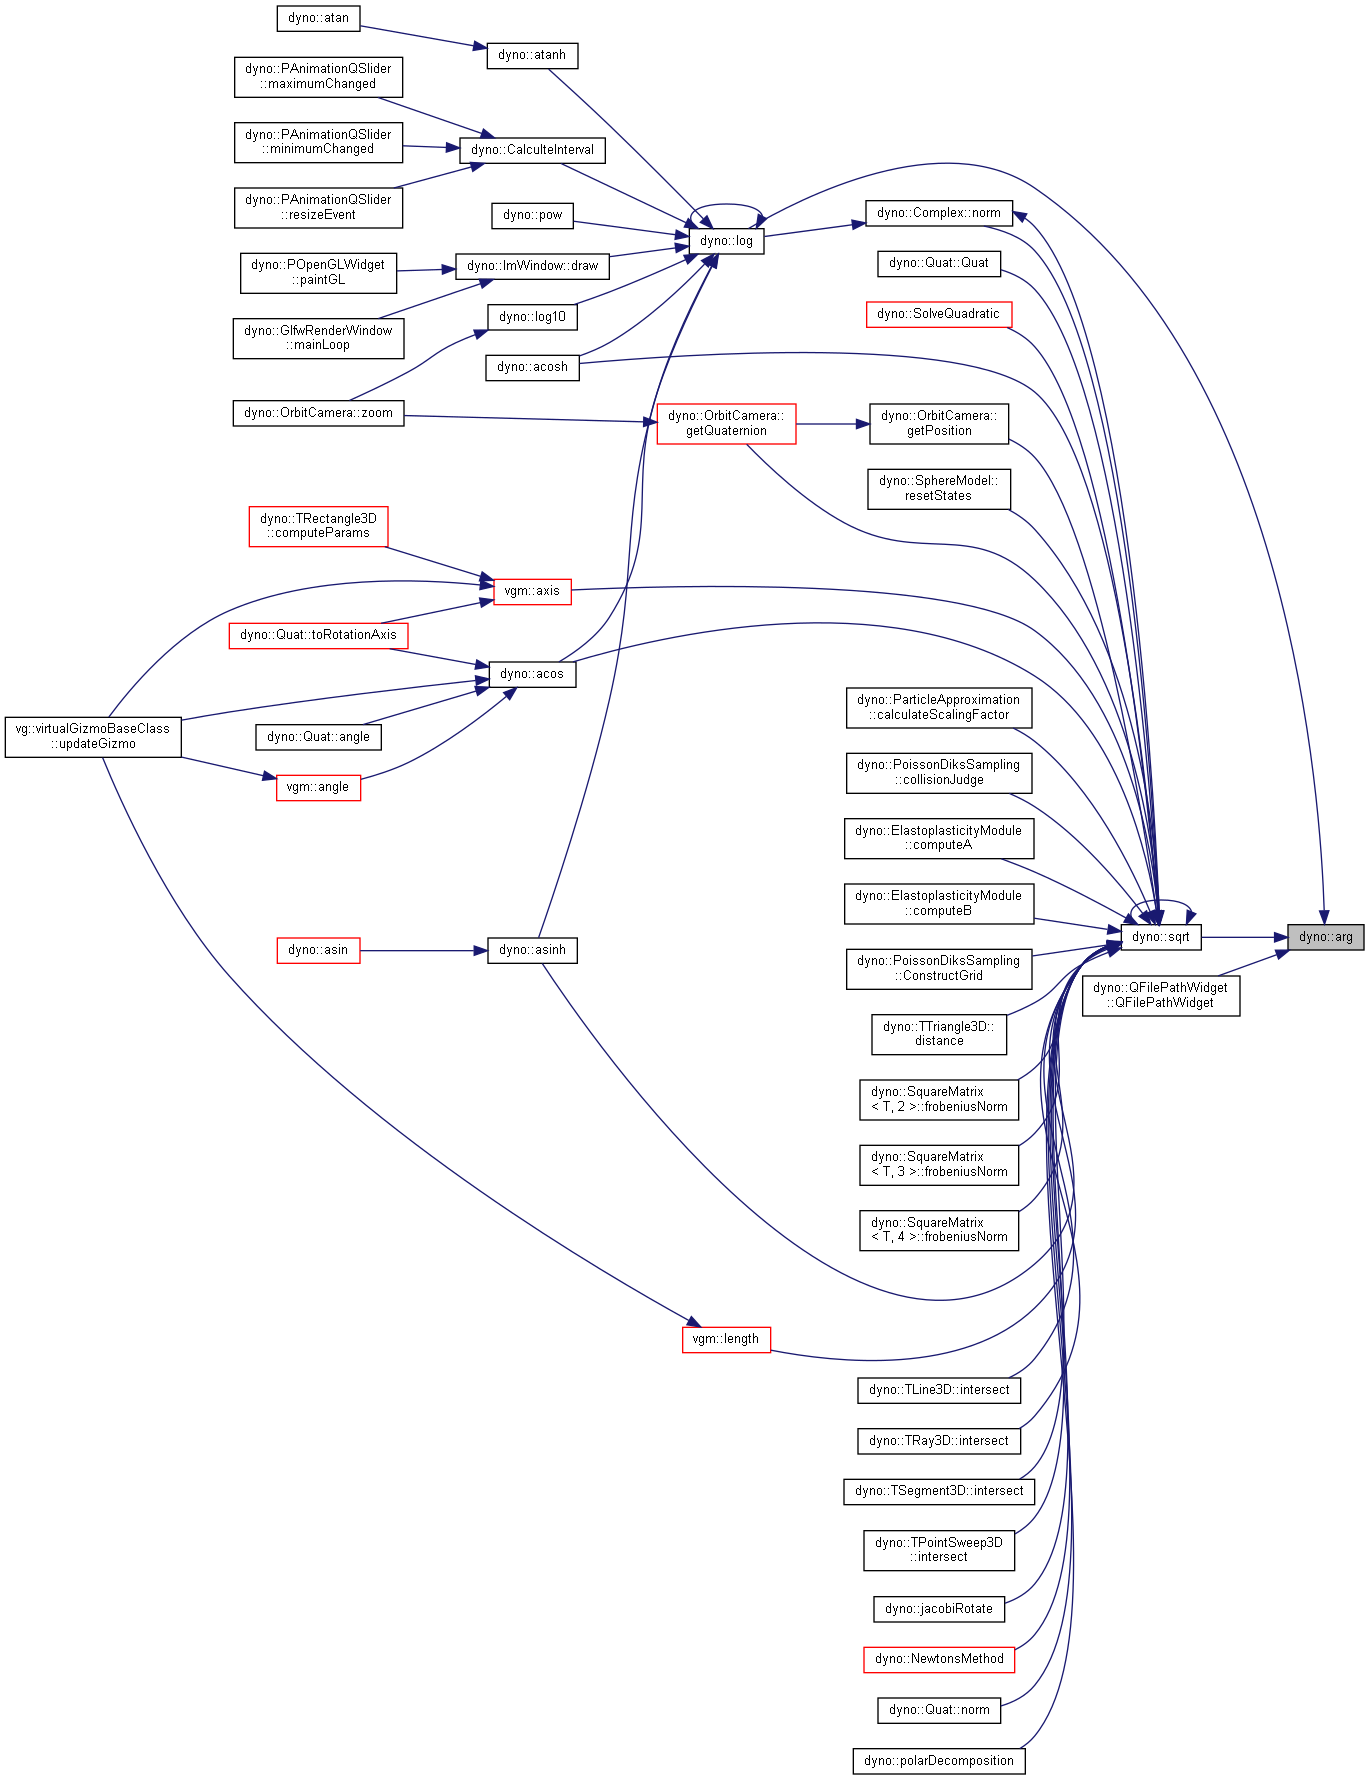 dyno::atan
dyno::atanh
dyno::PAnimationQSlider
::maximumChanged
dyno::PAnimationQSlider
::minimumChanged
dyno::CalculteInterval
dyno::PAnimationQSlider
::resizeEvent
dyno::pow
dyno::log
dyno::Complex::norm
dyno::POpenGLWidget
::paintGL
dyno::ImWindow::draw
dyno::Quat::Quat
dyno::GlfwRenderWindow
::mainLoop
dyno::log10
dyno::SolveQuadratic
dyno::acosh
dyno::OrbitCamera::zoom
dyno::OrbitCamera::
getQuaternion
dyno::OrbitCamera::
getPosition
dyno::SphereModel::
resetStates
dyno::TRectangle3D
::computeParams
vgm::axis
dyno::Quat::toRotationAxis
dyno::acos
vg::virtualGizmoBaseClass
::updateGizmo
dyno::Quat::angle
vgm::angle
dyno::ParticleApproximation
::calculateScalingFactor
dyno::PoissonDiksSampling
::collisionJudge
dyno::ElastoplasticityModule
::computeA
dyno::ElastoplasticityModule
::computeB
dyno::asin
dyno::asinh
dyno::sqrt
dyno::arg
dyno::PoissonDiksSampling
::ConstructGrid
dyno::QFilePathWidget
::QFilePathWidget
dyno::TTriangle3D::
distance
dyno::SquareMatrix
< T, 2 >::frobeniusNorm
dyno::SquareMatrix
< T, 3 >::frobeniusNorm
dyno::SquareMatrix
< T, 4 >::frobeniusNorm
vgm::length
dyno::TLine3D::intersect
dyno::TRay3D::intersect
dyno::TSegment3D::intersect
dyno::TPointSweep3D
::intersect
dyno::jacobiRotate
dyno::NewtonsMethod
dyno::Quat::norm
dyno::polarDecomposition